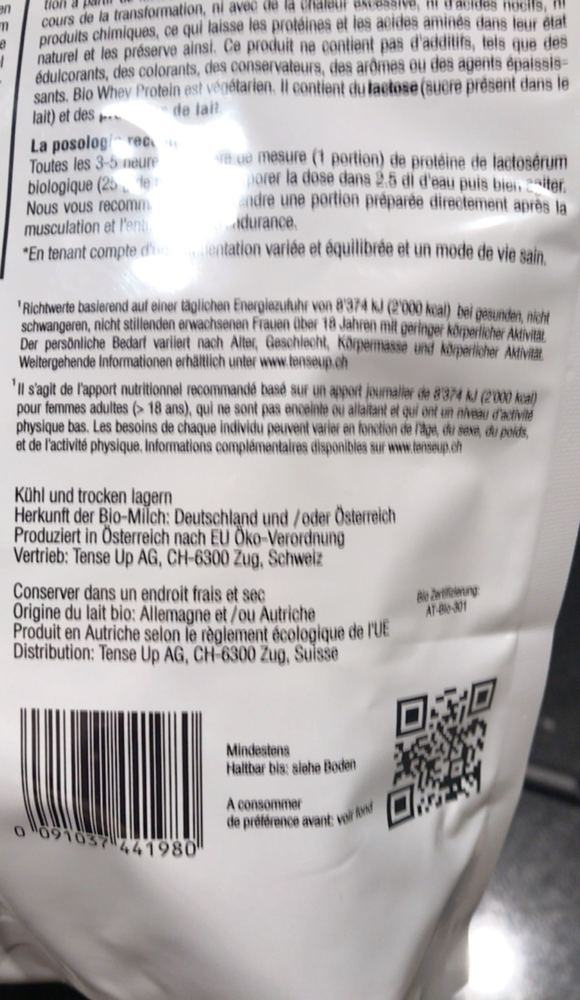 cours de la transformation, ni avec de la chaleur excessive, ni d'acides nocifs, ni
produits chimiques, ce qui laisse les protéines et les acides aminés dans leur état
naturel et les préserve ainsi. Ce produit ne contient pas d'additifs, tels que des
édulcorants, des colorants, des conservateurs, des arômes ou des agents épaissis-
sants. Bio Whey Protein est végétarien. Il contient du lactose (sucre présent dans le
lait) et des de lait.
La posologie
Toutes les 3-5 mesure (1 portion) de protéine de lactosérum
biologique (25 la dose dans 2.5 dl d'eau puis bien agiter.
Nous vous une portion préparée directement après la
musculation et
*En tenant compte variée et équilibrée et un mode de vie sain.
¹Richtwerte basierend auf einer täglichen Energiezufuhr von 8'374 kJ (2'000 kcal) bei gesunden, nicht
schwangeren, nicht stillenden erwachsenen Frauen über 18 Jahren mit geringer körperlicher Aktivität.
Der persönliche Bedarf variiert nach Alter, Geschlecht, Körpermasse und körperlicher Aktivität.
Weitergehende Informationen erhältlich unter www.tenseup.ch
¹Il s'agit de l'apport nutritionnel recommandé basé sur un apport journalier de 8'374 kJ (2'000 kcal)
pour femmes adultes (> 18 ans), qui ne sont pas enceinte ou allaitant et qui ont un niveau d'activité
physique bas. Les besoins de chaque individu peuvent varier en fonction de l'âge, du sexe, du poids,
et de l'activité physique. Informations complémentaires disponibles sur www.tenseup.ch
Kühl und trocken lagern
Herkunft der Bio-Milch: Deutschland und /oder Österreich
Produziert in Österreich nach EU Öko-Verordnung
Vertrieb: Tense Up AG, CH-6300 Zug, Schweiz
Conserver dans un endroit frais et sec
Origine du lait bio: Allemagne et /ou Autriche
Produit en Autriche selon le règlement écologique de l'UE
Distribution: Tense Up AG, CH-6300 Zug, Suisse
Bio Zertifizierung:
AT-Bio-301
Mindestens
Haltbar bis: siehe Boden
A consommer
de préférence avant: voir fond
0 091037 441980